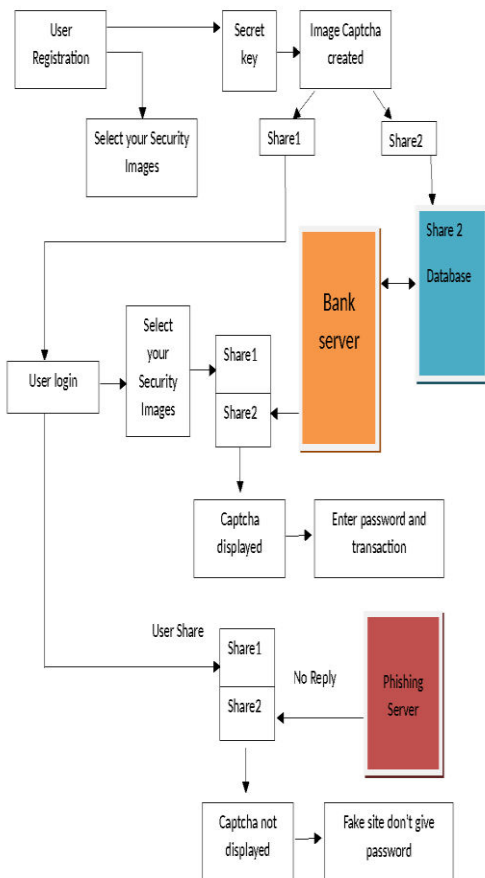 User
Registration
Secret
key
Image Captcha
created
Select your Security
Images
Share1
Share2
Share 2
Database
Bank
server
Select
your
Security
Images
Share1
Share2
User login
Captcha
displayed
Enter password and
transaction
User Share
Share1
Share2
No Reply
Phishing
Server
Captcha not
displayed
Fake site don't give
password